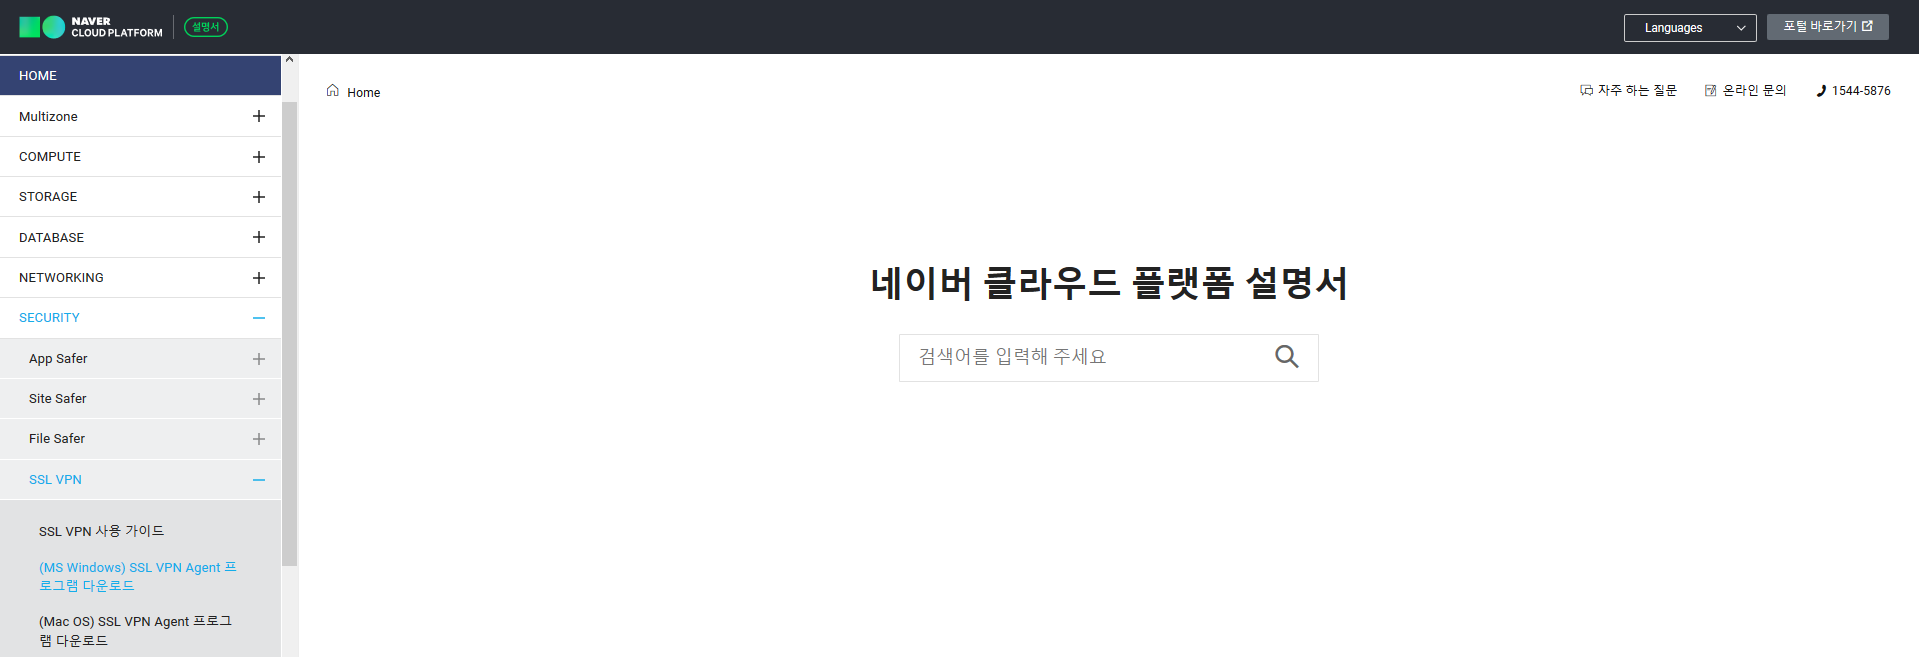 NAVER
CLOUD PLATFORM
설명서
Languages
포털 바로가기
HOME
Multizone
COMPUTE
STORAGE
DATABASE
NETWORKING
SECURITY
App Safer
Site Safer
File Safer
SSL VPN
SSL VPN 사용 가이드
(MS Windows) SSL VPN Agent 프
로그램 다운로드
(Mac OS) SSL VPN Agent 프로그
램 다운로드
Home
자주 하는 질문
온라인 문의
1544-5876
네이버 클라우드 플랫폼 설명서
검색어를 입력해 주세요